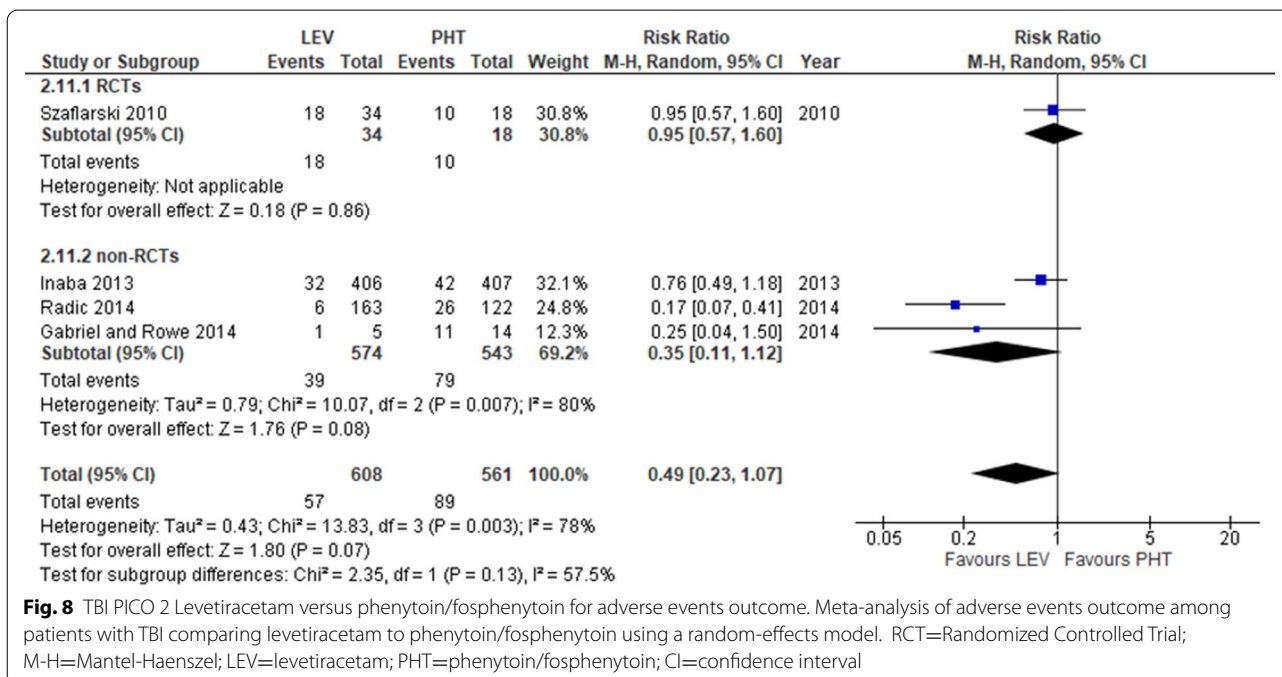 LEV PHT Risk Ratio Risk Ratio
Study or Subgroup Events Total Events Total Weight M-H, Random, 95% CI Year M-H, Random, 95% CI
2.11.1 RCTs
Szaflarski 2010 18 34 10 18 30.8% 0.95 [0.57, 1.60] 2010
Subtotal (95% CI) 34 18 30.8% 0.95 [0.57, 1.60]
Total events 18 10
Heterogeneity: Not applicable
Test for overall effect: Z = 0.18 (P = 0.86)
2.11.2 non-RCTs
Inaba 2013 32 406 42 407 32.1% 0.76 [0.49, 1.18] 2013
Radic 2014 6 163 26 122 24.8% 0.17 [0.07, 0.41] 2014
Gabriel and Rowe 2014 1 5 11 14 12.3% 0.25 [0.04, 1.50] 2014
Subtotal (95% CI) 574 543 69.2% 0.35 [0.11, 1.12]
Total events 39 79
Heterogeneity: Tau² = 0.79; Chi² = 10.07, df = 2 (P = 0.007); I² = 80%
Test for overall effect: Z = 1.76 (P = 0.08)
Total (95% CI) 608 561 100.0% 0.49 [0.23, 1.07]
Total events 57 89
Heterogeneity: Tau² = 0.43; Chi² = 13.83, df = 3 (P = 0.003); I² = 78%
Test for overall effect: Z = 1.80 (P = 0.07)
Test for subgroup differences: Chi² = 2.35, df = 1 (P = 0.13), I² = 57.5%
0.05 0.2 1 5 20
Favours LEV Favours PHT
Fig. 8 TBI PICO 2 Levetiracetam versus phenytoin/fosphenytoin for adverse events outcome. Meta-analysis of adverse events outcome among
patients with TBI comparing levetiracetam to phenytoin/fosphenytoin using a random-effects model. RCT=Randomized Controlled Trial;
M-H=Mantel-Haenszel; LEV=levetiracetam; PHT=phenytoin/fosphenytoin; CI=confidence interval